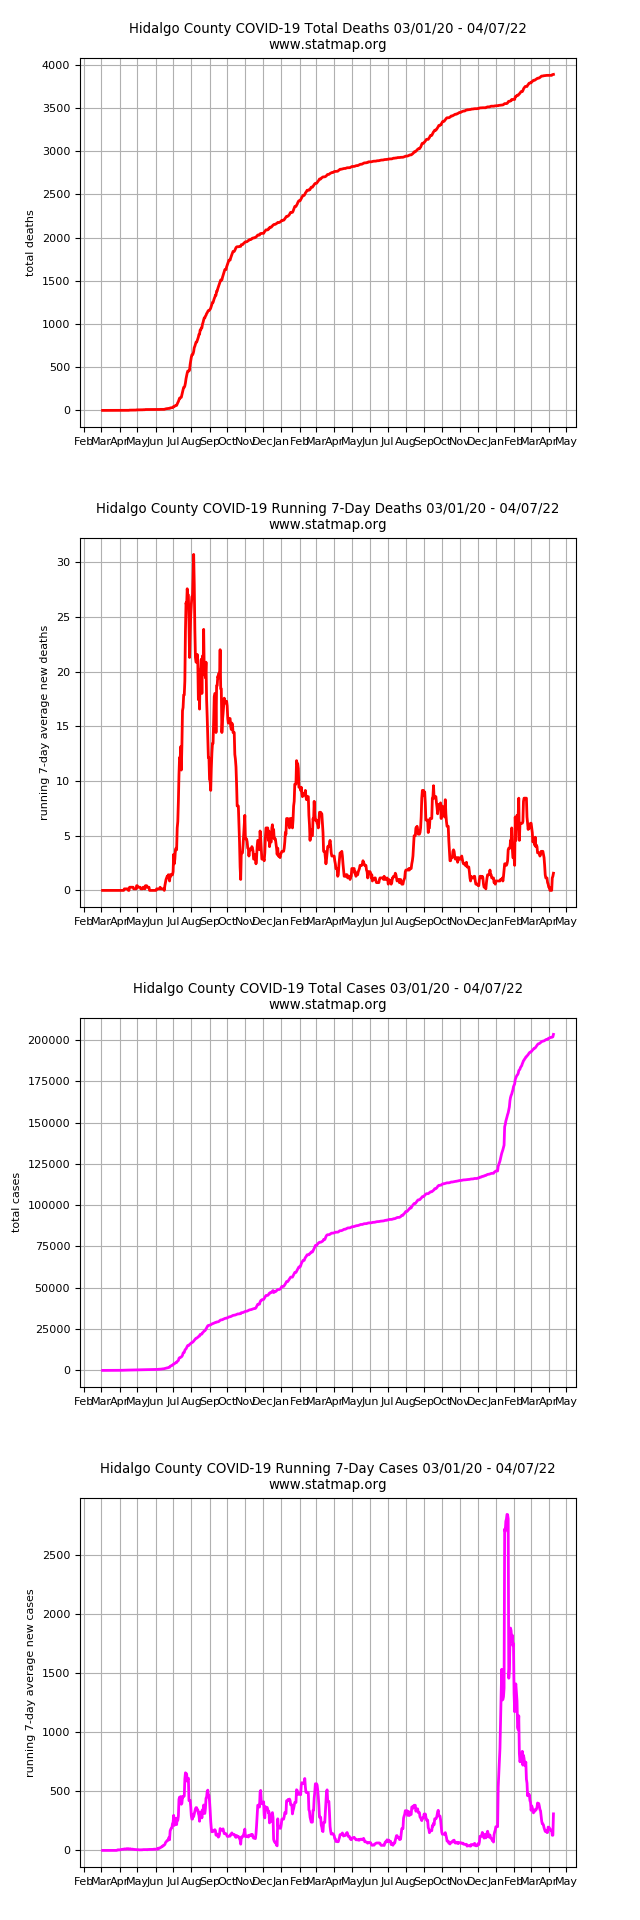 Hidalgo County COVID-19 Total Deaths 03/01/20 - 04/07/22
www.statmap.org
4000
3500
3000
2500
2000
1500
1000
500
0
total deaths
Feb Mar Apr May Jun Jul Aug Sep Oct Nov Dec Jan Feb Mar Apr May Jun Jul Aug Sep Oct Nov Dec Jan Feb Mar Apr May
Hidalgo County COVID-19 Running 7-Day Deaths 03/01/20 - 04/07/22
www.statmap.org
30
25
20
15
10
5
0
running 7-day average new deaths
Feb Mar Apr May Jun Jul Aug Sep Oct Nov Dec Jan Feb Mar Apr May Jun Jul Aug Sep Oct Nov Dec Jan Feb Mar Apr May
Hidalgo County COVID-19 Total Cases 03/01/20 - 04/07/22
www.statmap.org
200000
175000
150000
125000
100000
75000
50000
25000
0
total cases
Feb Mar Apr May Jun Jul Aug Sep Oct Nov Dec Jan Feb Mar Apr May Jun Jul Aug Sep Oct Nov Dec Jan Feb Mar Apr May
Hidalgo County COVID-19 Running 7-Day Cases 03/01/20 - 04/07/22
www.statmap.org
2500
2000
1500
1000
500
0
running 7-day average new cases
Feb Mar Apr May Jun Jul Aug Sep Oct Nov Dec Jan Feb Mar Apr May Jun Jul Aug Sep Oct Nov Dec Jan Feb Mar Apr May